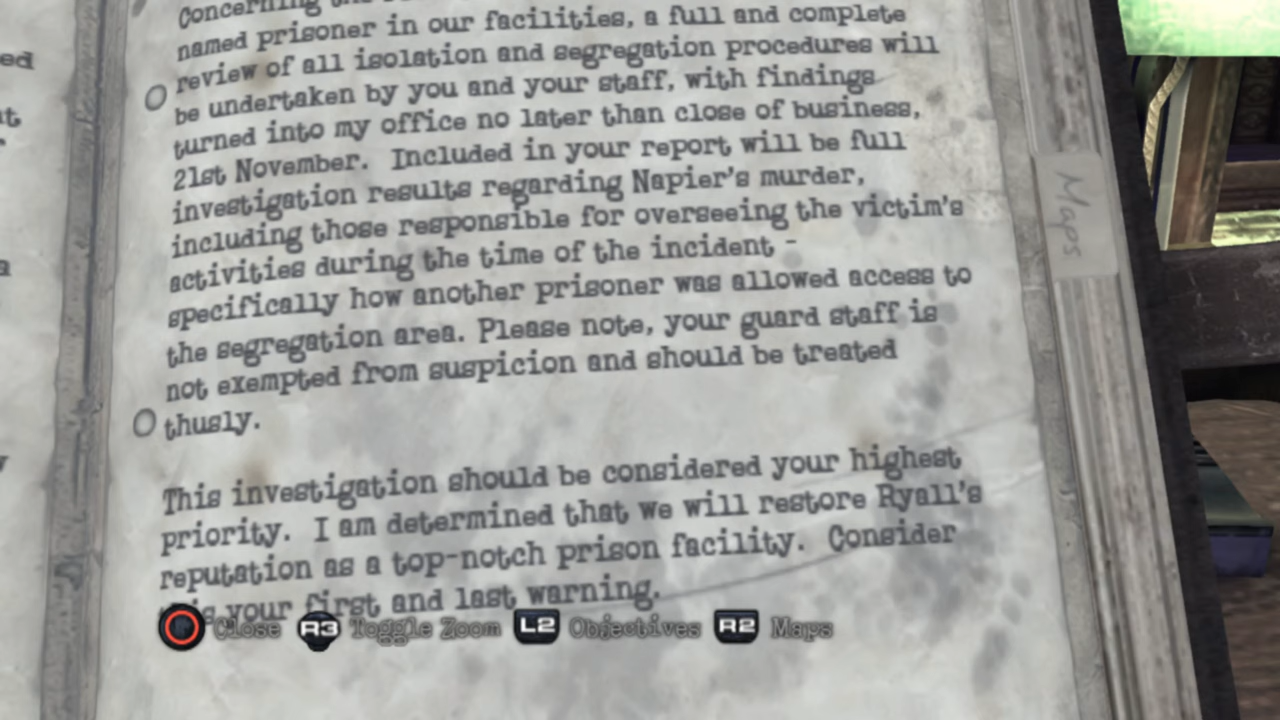 ed
Concerning the
named prisoner in our facilities, a full and complete
review of all isolation and segregation procedures will
be undertaken by you and your staff, with findings
turned into my office no later than close of business,
21st November. Included in your report will be full
investigation results regarding Napier's murder,
including those responsible for overseeing the victim's
activities during the time of the incident -
specifically how another prisoner was allowed access to
the segregation area. Please note, your guard staff is
not exempted from suspicion and should be treated
thusly.
This investigation should be considered your highest
priority. I am determined that we will restore Ryall's
reputation as a top-notch prison facility. Consider
your first and last warning.
Maps
Close R3 Toggle Zoom L2 Objectives R2 Maps